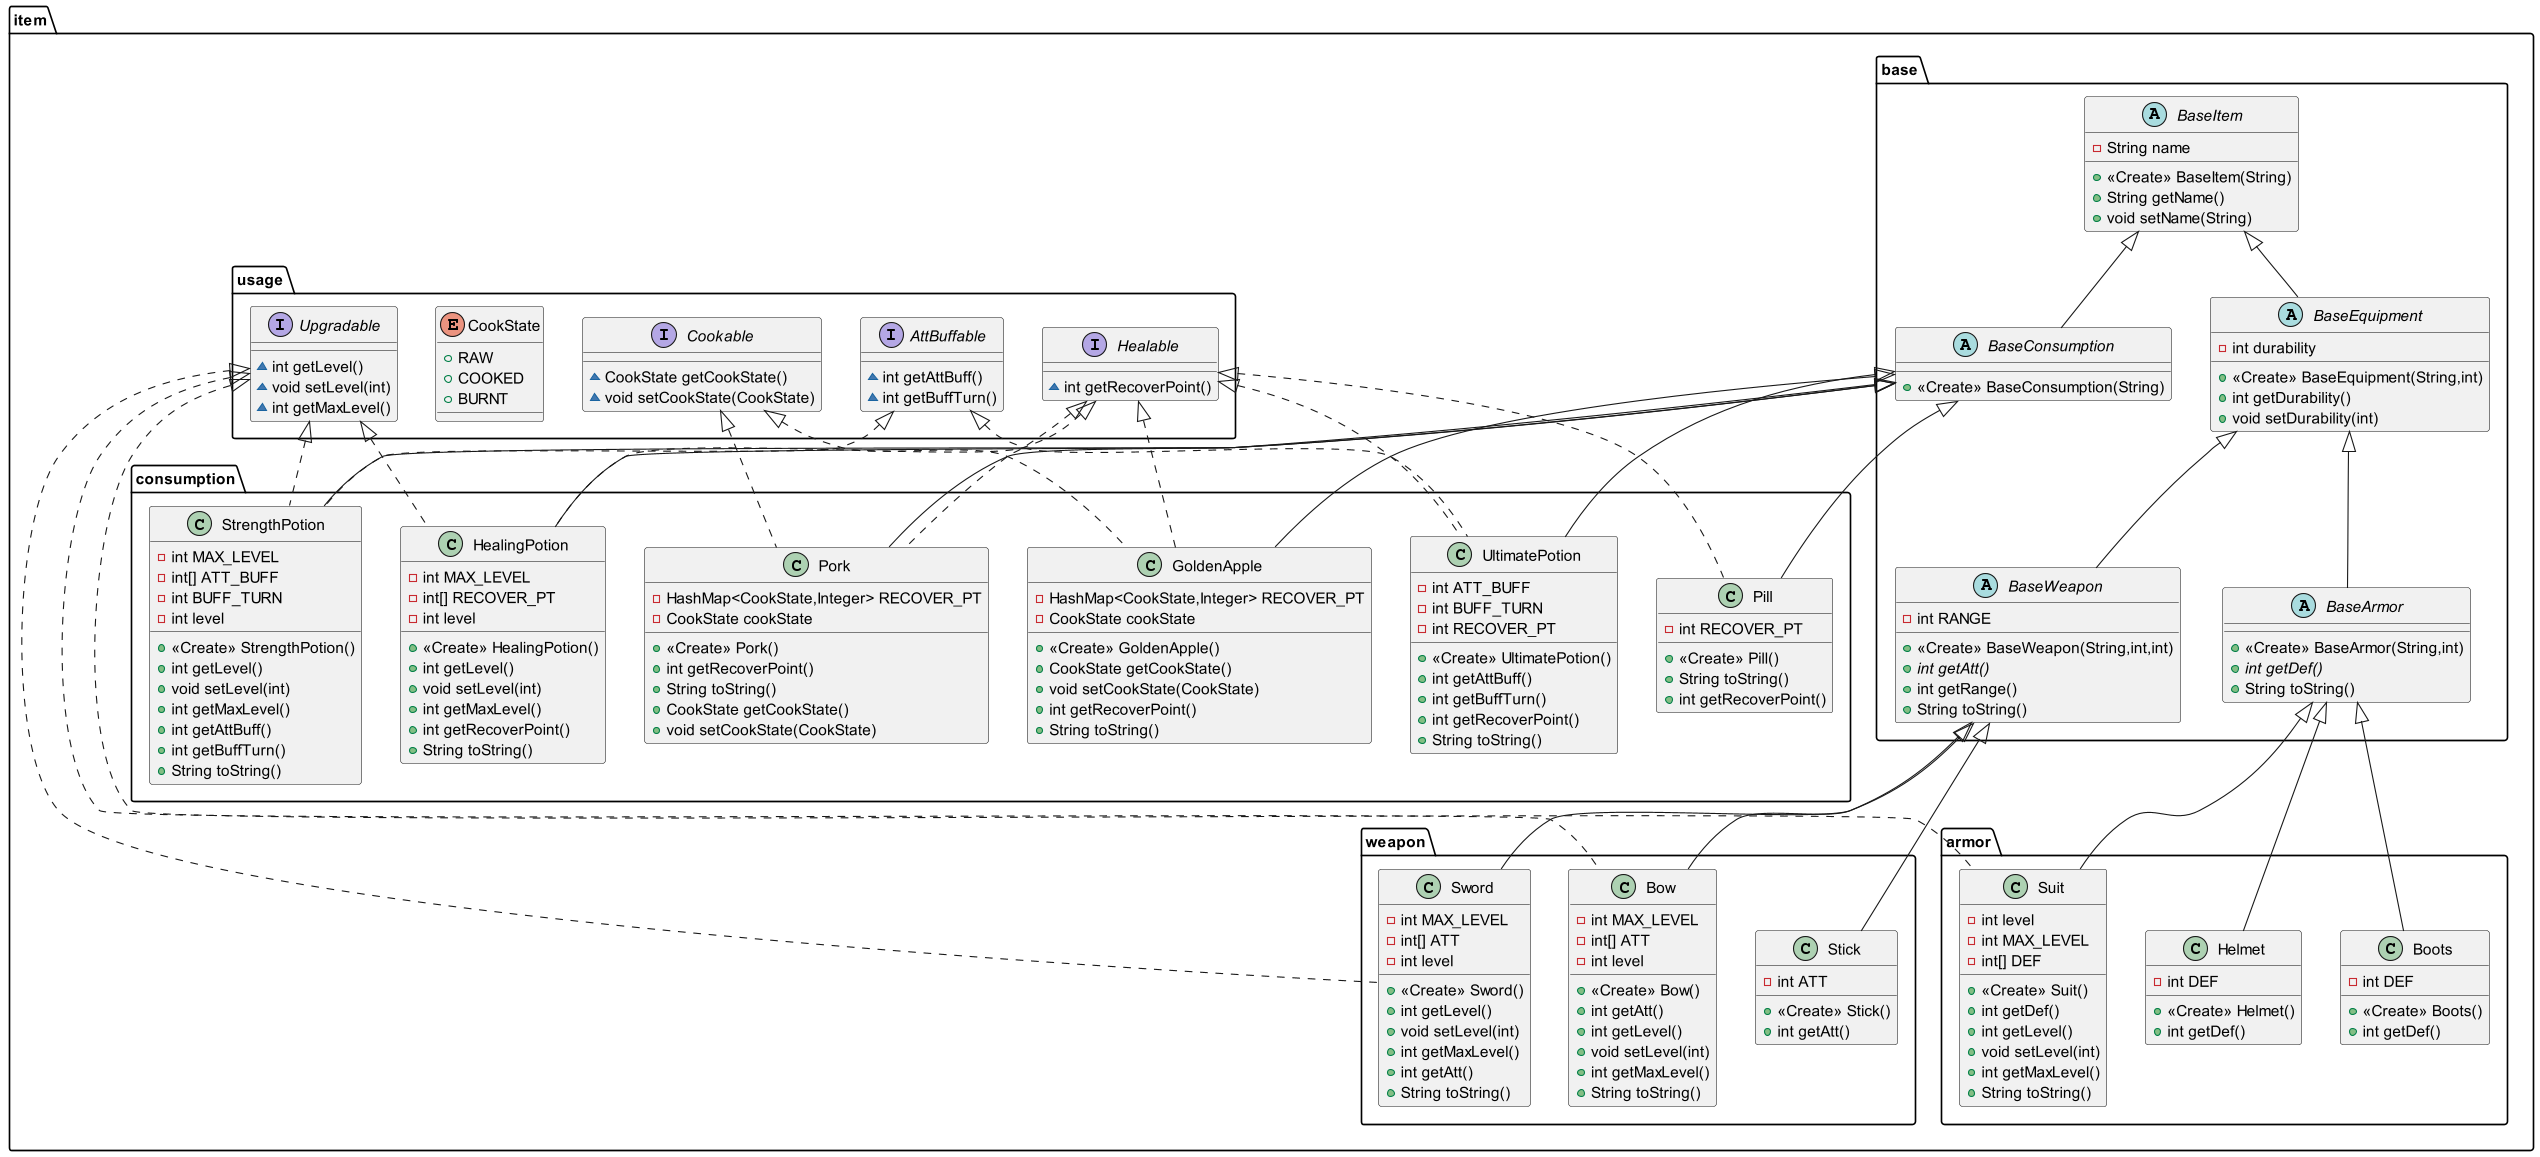 item
base
A BaseItem
String name
«Create» BaseItem(String)
String getName()
void setName(String)
usage
I Upgradable
int getLevel()
void setLevel(int)
int getMaxLevel()
E CookState
RAW
COOKED
BURNT
I Cookable
CookState getCookState()
void setCookState(CookState)
I AttBuffable
int getAttBuff()
int getBuffTurn()
I Healable
int getRecoverPoint()
A BaseConsumption
«Create» BaseConsumption(String)
A BaseEquipment
int durability
«Create» BaseEquipment(String,int)
int getDurability()
void setDurability(int)
consumption
C StrengthPotion
int MAX_LEVEL
int[] ATT_BUFF
int BUFF_TURN
int level
«Create» StrengthPotion()
int getLevel()
void setLevel(int)
int getMaxLevel()
int getAttBuff()
int getBuffTurn()
String toString()
C HealingPotion
int MAX_LEVEL
int[] RECOVER_PT
int level
«Create» HealingPotion()
int getLevel()
void setLevel(int)
int getMaxLevel()
int getRecoverPoint()
String toString()
C Pork
HashMap<CookState,Integer> RECOVER_PT
CookState cookState
«Create» Pork()
int getRecoverPoint()
String toString()
CookState getCookState()
void setCookState(CookState)
C GoldenApple
HashMap<CookState,Integer> RECOVER_PT
CookState cookState
«Create» GoldenApple()
CookState getCookState()
void setCookState(CookState)
int getRecoverPoint()
String toString()
C UltimatePotion
int ATT_BUFF
int BUFF_TURN
int RECOVER_PT
«Create» UltimatePotion()
int getAttBuff()
int getBuffTurn()
int getRecoverPoint()
String toString()
C Pill
int RECOVER_PT
«Create» Pill()
String toString()
int getRecoverPoint()
A BaseWeapon
int RANGE
«Create» BaseWeapon(String,int,int)
int getAtt()
int getRange()
String toString()
A BaseArmor
«Create» BaseArmor(String,int)
int getDef()
String toString()
weapon
C Sword
int MAX_LEVEL
int[] ATT
int level
«Create» Sword()
int getLevel()
void setLevel(int)
int getMaxLevel()
int getAtt()
String toString()
C Bow
int MAX_LEVEL
int[] ATT
int level
«Create» Bow()
int getAtt()
int getLevel()
void setLevel(int)
int getMaxLevel()
String toString()
C Stick
int ATT
«Create» Stick()
int getAtt()
armor
C Suit
int level
int MAX_LEVEL
int[] DEF
«Create» Suit()
int getDef()
int getLevel()
void setLevel(int)
int getMaxLevel()
String toString()
C Helmet
int DEF
«Create» Helmet()
int getDef()
C Boots
int DEF
«Create» Boots()
int getDef()